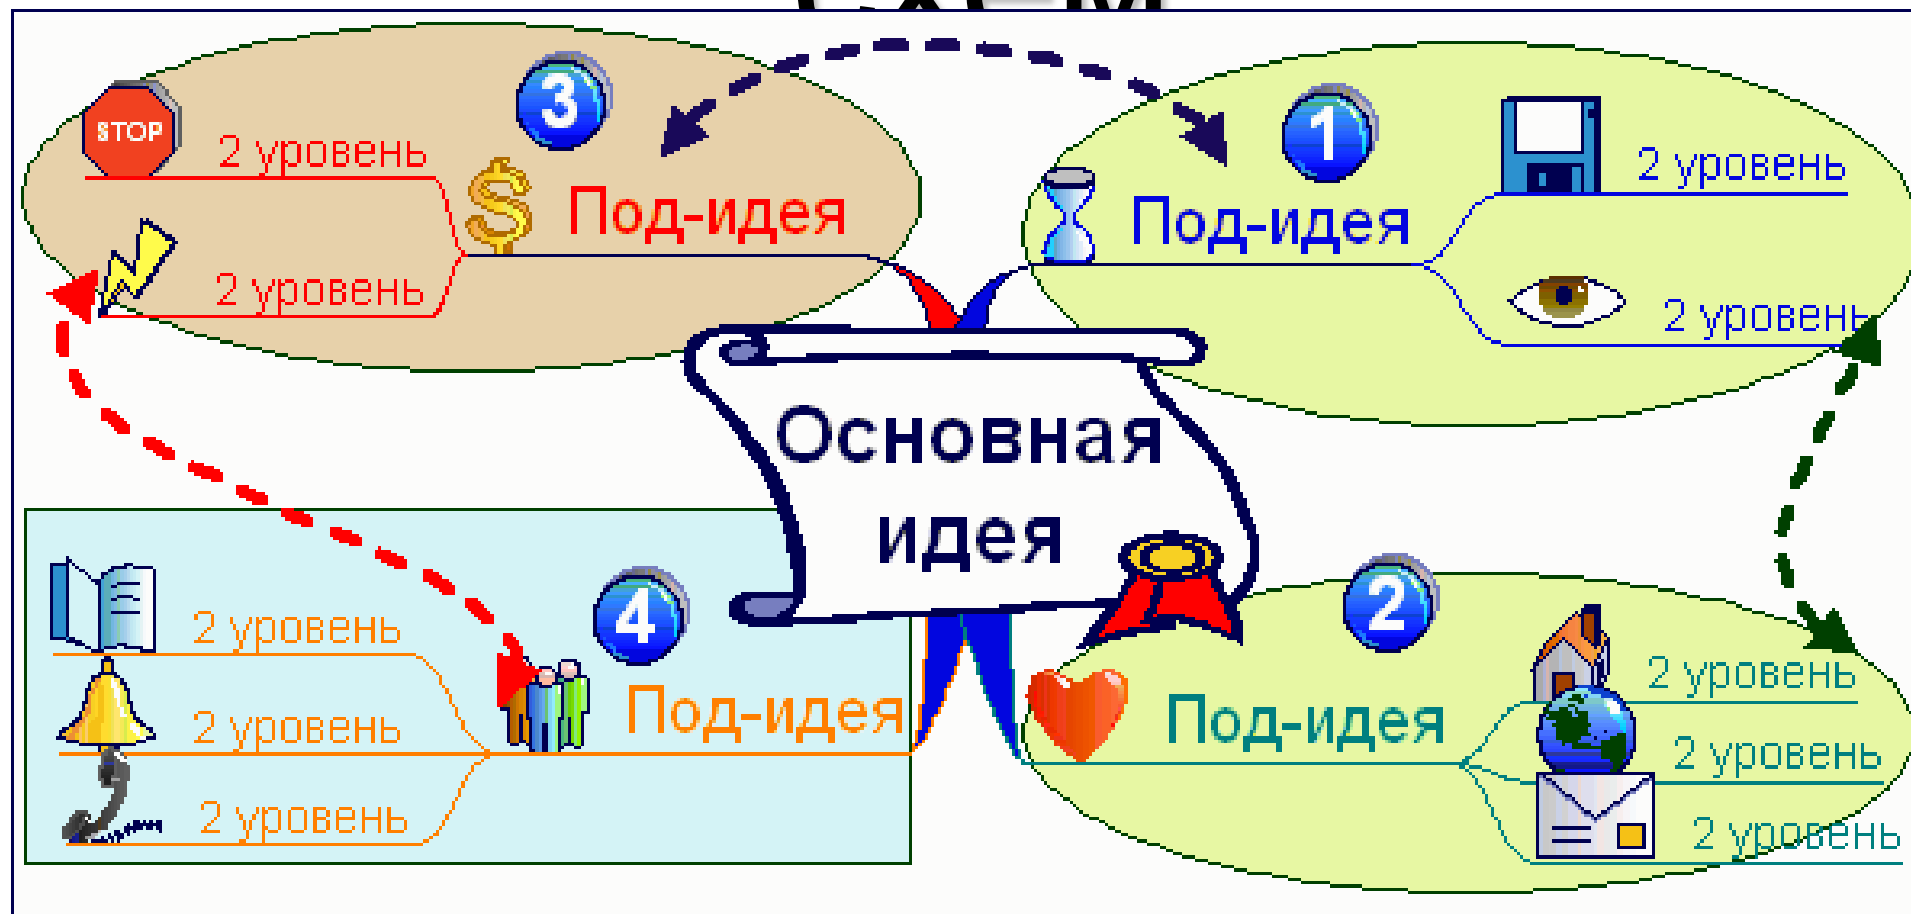 3
STOP
2 уровень
Под-идея
2 уровень
1
2 уровень
Под-идея
2 уровень
Основная
идея
4
2 уровень
2 уровень
Под-идея
2 уровень
2
2 уровень
Под-идея
2 уровень
2 уровень